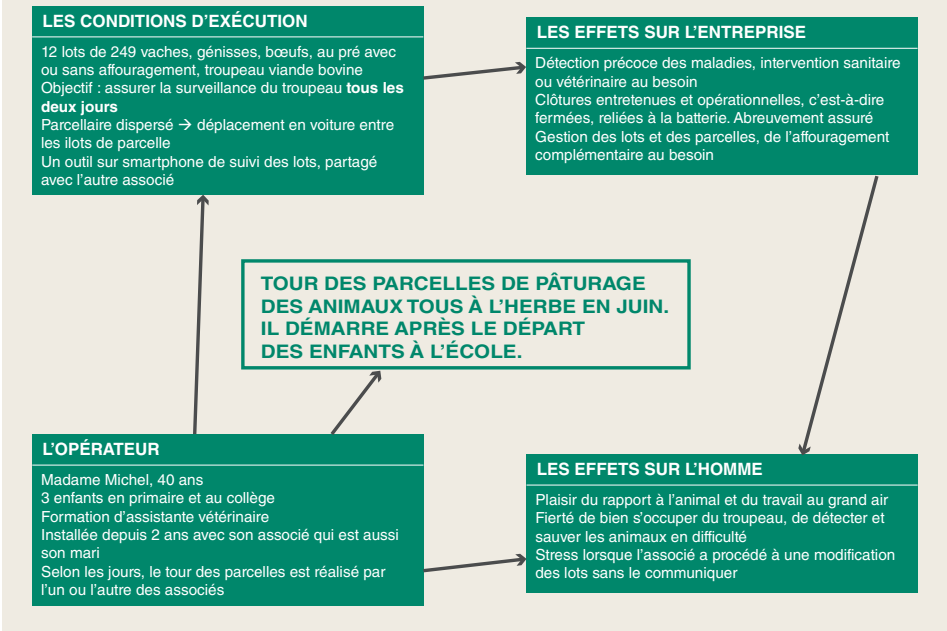 LES CONDITIONS D'EXÉCUTION
12 lots de 249 vaches, génisses, bœufs, au pré avec
ou sans affouragement, troupeau viande bovine
Objectif : assurer la surveillance du troupeau tous les
deux jours
Parcellaire dispersé → déplacement en voiture entre
les ilots de parcelle
Un outil sur smartphone de suivi des lots, partagé
avec l'autre associé
LES EFFETS SUR L'ENTREPRISE
Détection précoce des maladies, intervention sanitaire
ou vétérinaire au besoin
Clôtures entretenues et opérationnelles, c'est-à-dire
fermées, reliées à la batterie. Abreuvement assuré
Gestion des lots et des parcelles, de l'affouragement
complémentaire au besoin
TOUR DES PARCELLES DE PÂTURAGE
DES ANIMAUX TOUS À L'HERBE EN JUIN.
IL DÉMARRE APRÈS LE DÉPART
DES ENFANTS À L'ÉCOLE.
L'OPÉRATEUR
Madame Michel, 40 ans
3 enfants en primaire et au collège
Formation d'assistante vétérinaire
Installée depuis 2 ans avec son associé qui est aussi
son mari
Selon les jours, le tour des parcelles est réalisé par
l'un ou l'autre des associés
LES EFFETS SUR L'HOMME
Plaisir du rapport à l'animal et du travail au grand air
Fierté de bien s'occuper du troupeau, de détecter et
sauver les animaux en difficulté
Stress lorsque l'associé a procédé à une modification
des lots sans le communiquer